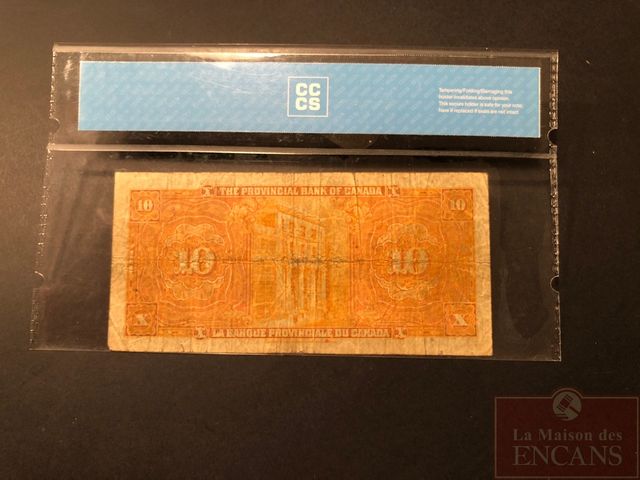 CC
CS
Tampering/Folding/Damaging this
holster invalidates above opinion.
This secure holder is safe for your note.
Have if replaced if seals are not intact
X THE PROVINCIAL BANK OF CANADA X
10 10
10 10
X X LA BANQUE PROVINCIALE DU CANADA X X
La Maison des
ENCANS